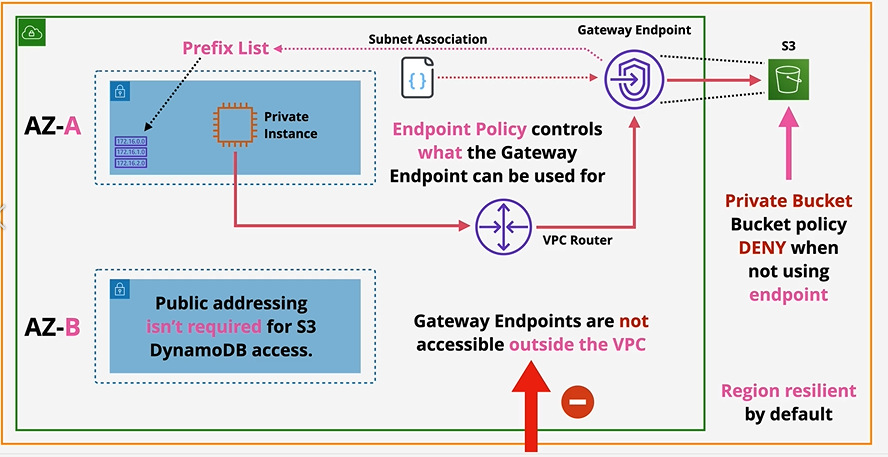 Gateway Endpoint
Subnet Association
S3
Prefix List
{ }
AZ-A
Private
Instance
172.16.0.0
172.16.1.0
172.16.2.0
Endpoint Policy controls
what the Gateway
Endpoint can be used for
VPC Router
Private Bucket
Bucket policy
DENY when
not using
endpoint
AZ-B
Public addressing
isn't required for S3
DynamoDB access.
Gateway Endpoints are not
accessible outside the VPC
Region resilient
by default